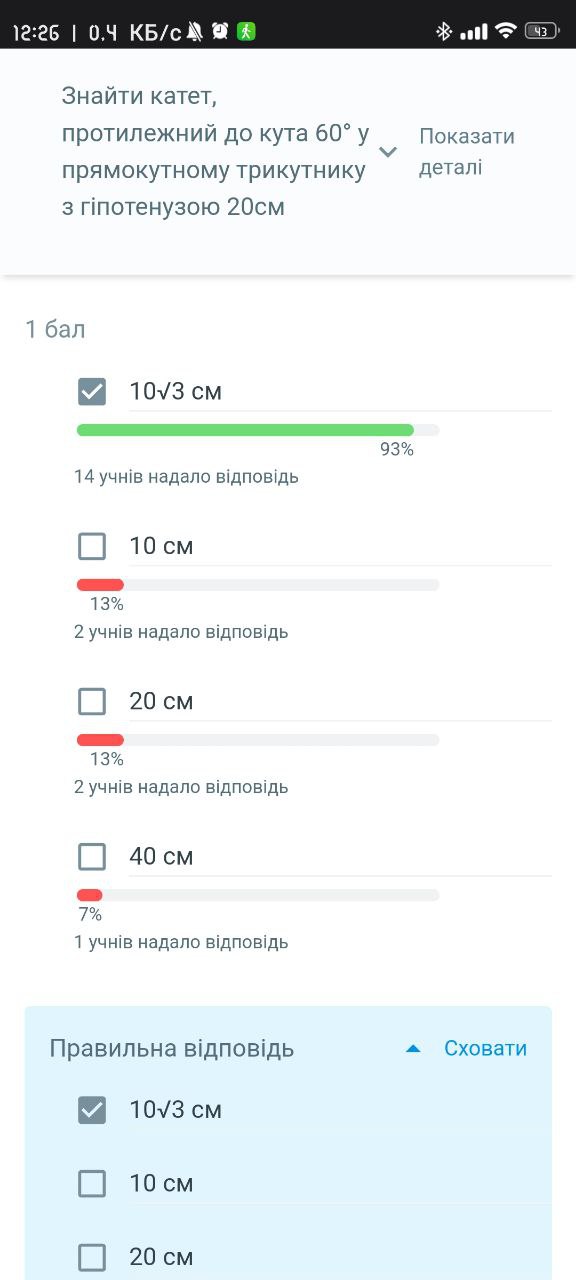 12:26 | 0.4 КБ/с
43
Знайти катет,
протилежний до кута 60° у
прямокутному трикутнику
з гіпотенузою 20см
Показати
деталі
1 бал
10√3 см
93%
14 учнів надало відповідь
10 см
13%
2 учнів надало відповідь
20 см
13%
2 учнів надало відповідь
40 см
7%
1 учнів надало відповідь
Правильна відповідь
Сховати
10√3 см
10 см
20 см